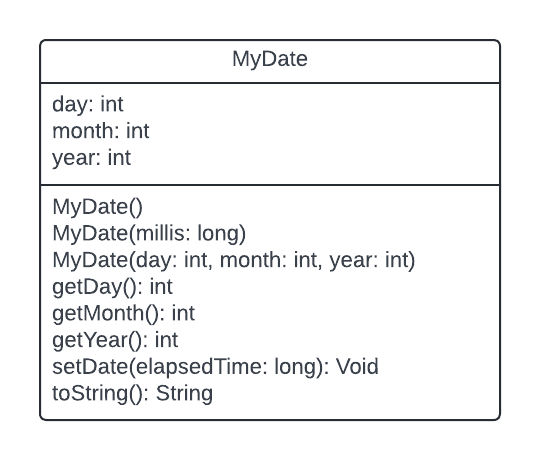 MyDate
day: int
month: int
year: int
MyDate()
MyDate(millis: long)
MyDate(day: int, month: int, year: int)
getDay(): int
getMonth(): int
getYear(): int
setDate(elapsedTime: long): Void
toString(): String